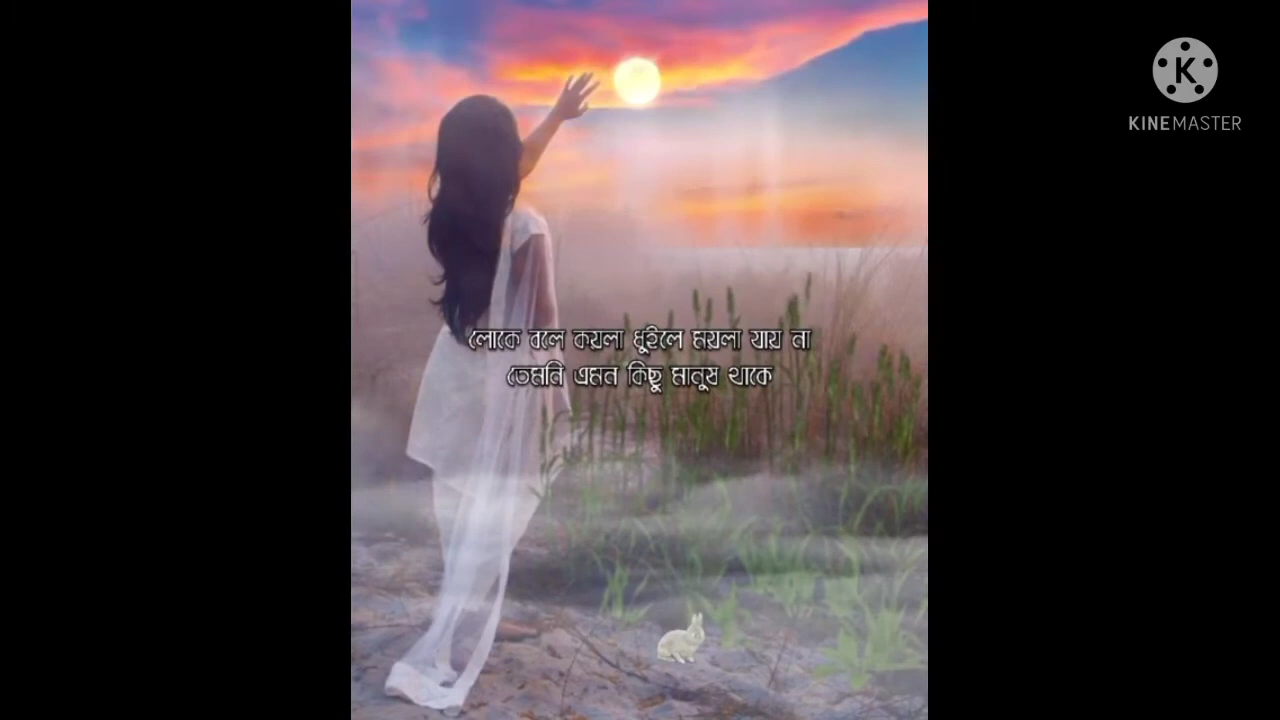 KINEMASTER
লোকে বলে কয়লা ধুইলে ময়লা যায় না
তেমনি এমন কিছু মানুষ থাকে